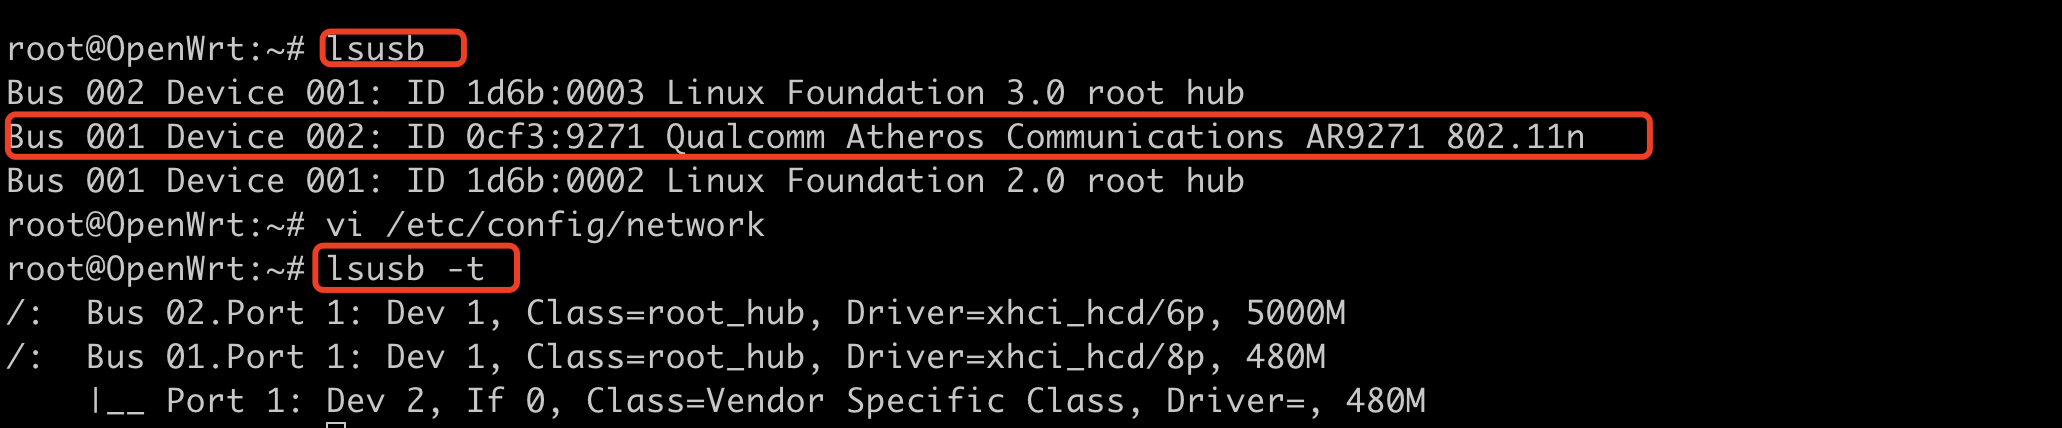 root@OpenWrt:~# lsusb
Bus 002 Device 001: ID 1d6b:0003 Linux Foundation 3.0 root hub
Bus 001 Device 002: ID 0cf3:9271 Qualcomm Atheros Communications AR9271 802.11n
Bus 001 Device 001: ID 1d6b:0002 Linux Foundation 2.0 root hub
root@OpenWrt:~# vi /etc/config/network
root@OpenWrt:~# lsusb -t
/:  Bus 02.Port 1: Dev 1, Class=root_hub, Driver=xhci_hcd/6p, 5000M
/:  Bus 01.Port 1: Dev 1, Class=root_hub, Driver=xhci_hcd/8p, 480M
    |__ Port 1: Dev 2, If 0, Class=Vendor Specific Class, Driver=, 480M